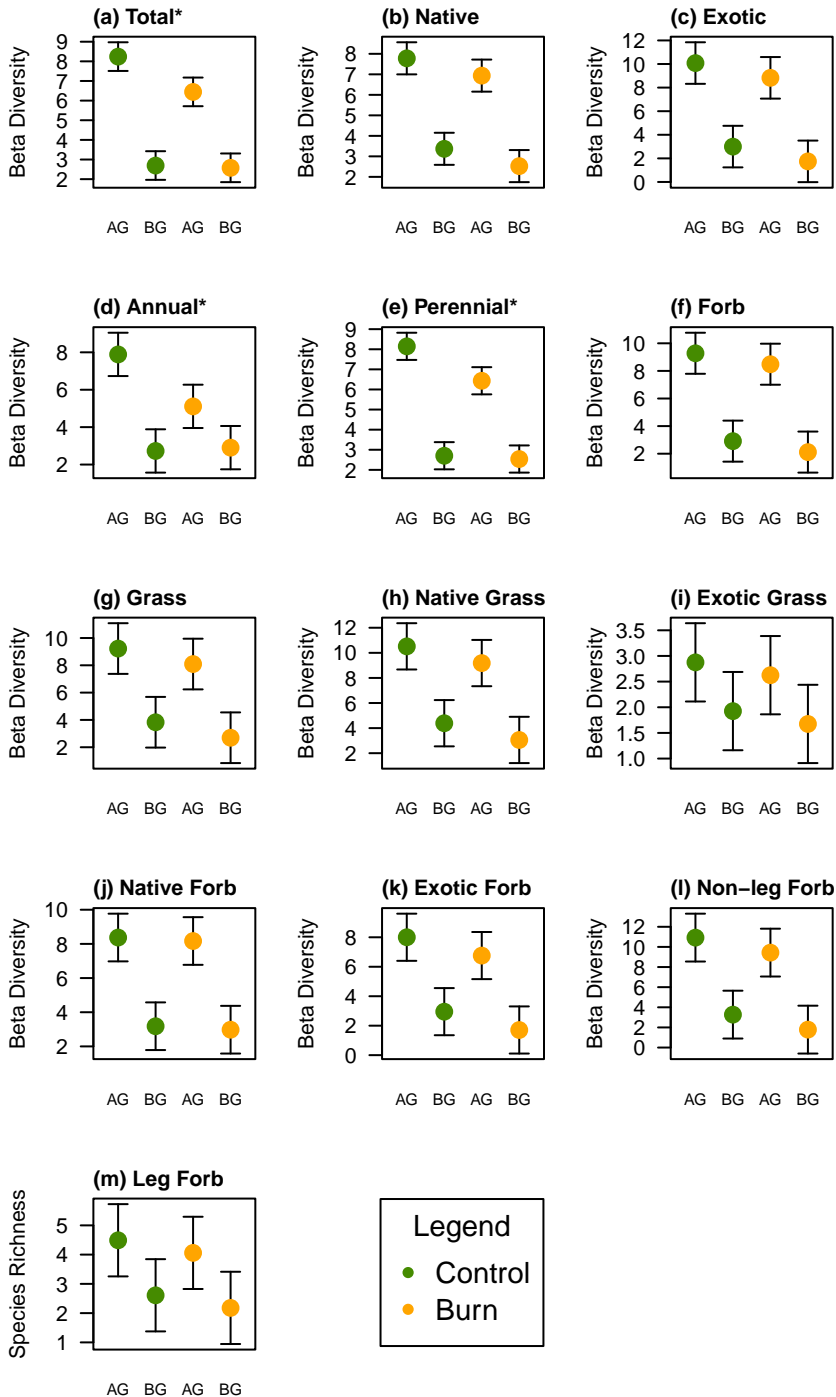 (a) Total*
Beta Diversity
9
8
7
6
5
4
3
2
AG BG AG BG
(b) Native
Beta Diversity
8
7
6
5
4
3
2
AG BG AG BG
(c) Exotic
Beta Diversity
12
10
8
6
4
2
0
AG BG AG BG
(d) Annual*
Beta Diversity
8
6
4
2
AG BG AG BG
(e) Perennial*
Beta Diversity
9
8
7
6
5
4
3
2
AG BG AG BG
(f) Forb
Beta Diversity
10
8
6
4
2
AG BG AG BG
(g) Grass
Beta Diversity
10
8
6
4
2
AG BG AG BG
(h) Native Grass
Beta Diversity
12
10
8
6
4
2
AG BG AG BG
(i) Exotic Grass
Beta Diversity
3.5
3.0
2.5
2.0
1.5
1.0
AG BG AG BG
(j) Native Forb
Beta Diversity
10
8
6
4
2
AG BG AG BG
(k) Exotic Forb
Beta Diversity
8
6
4
2
0
AG BG AG BG
(l) Non−leg Forb
Beta Diversity
12
10
8
6
4
2
0
AG BG AG BG
(m) Leg Forb
Species Richness
5
4
3
2
1
AG BG AG BG
Legend
Control
Burn